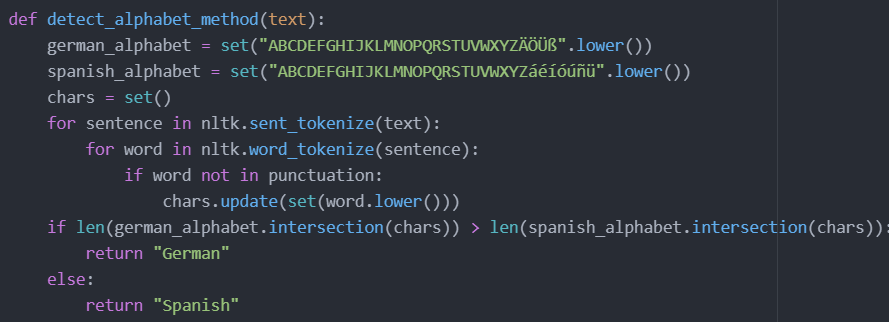 def detect_alphabet_method(text):
    german_alphabet = set("ABCDEFGHIJKLMNOPQRSTUVWXYZÄÖÜß".lower())
    spanish_alphabet = set("ABCDEFGHIJKLMNOPQRSTUVWXYZáéíóúñü".lower())
    chars = set()
    for sentence in nltk.sent_tokenize(text):
        for word in nltk.word_tokenize(sentence):
            if word not in punctuation:
                chars.update(set(word.lower()))
    if len(german_alphabet.intersection(chars)) > len(spanish_alphabet.intersection(chars)):
        return "German"
    else:
        return "Spanish"